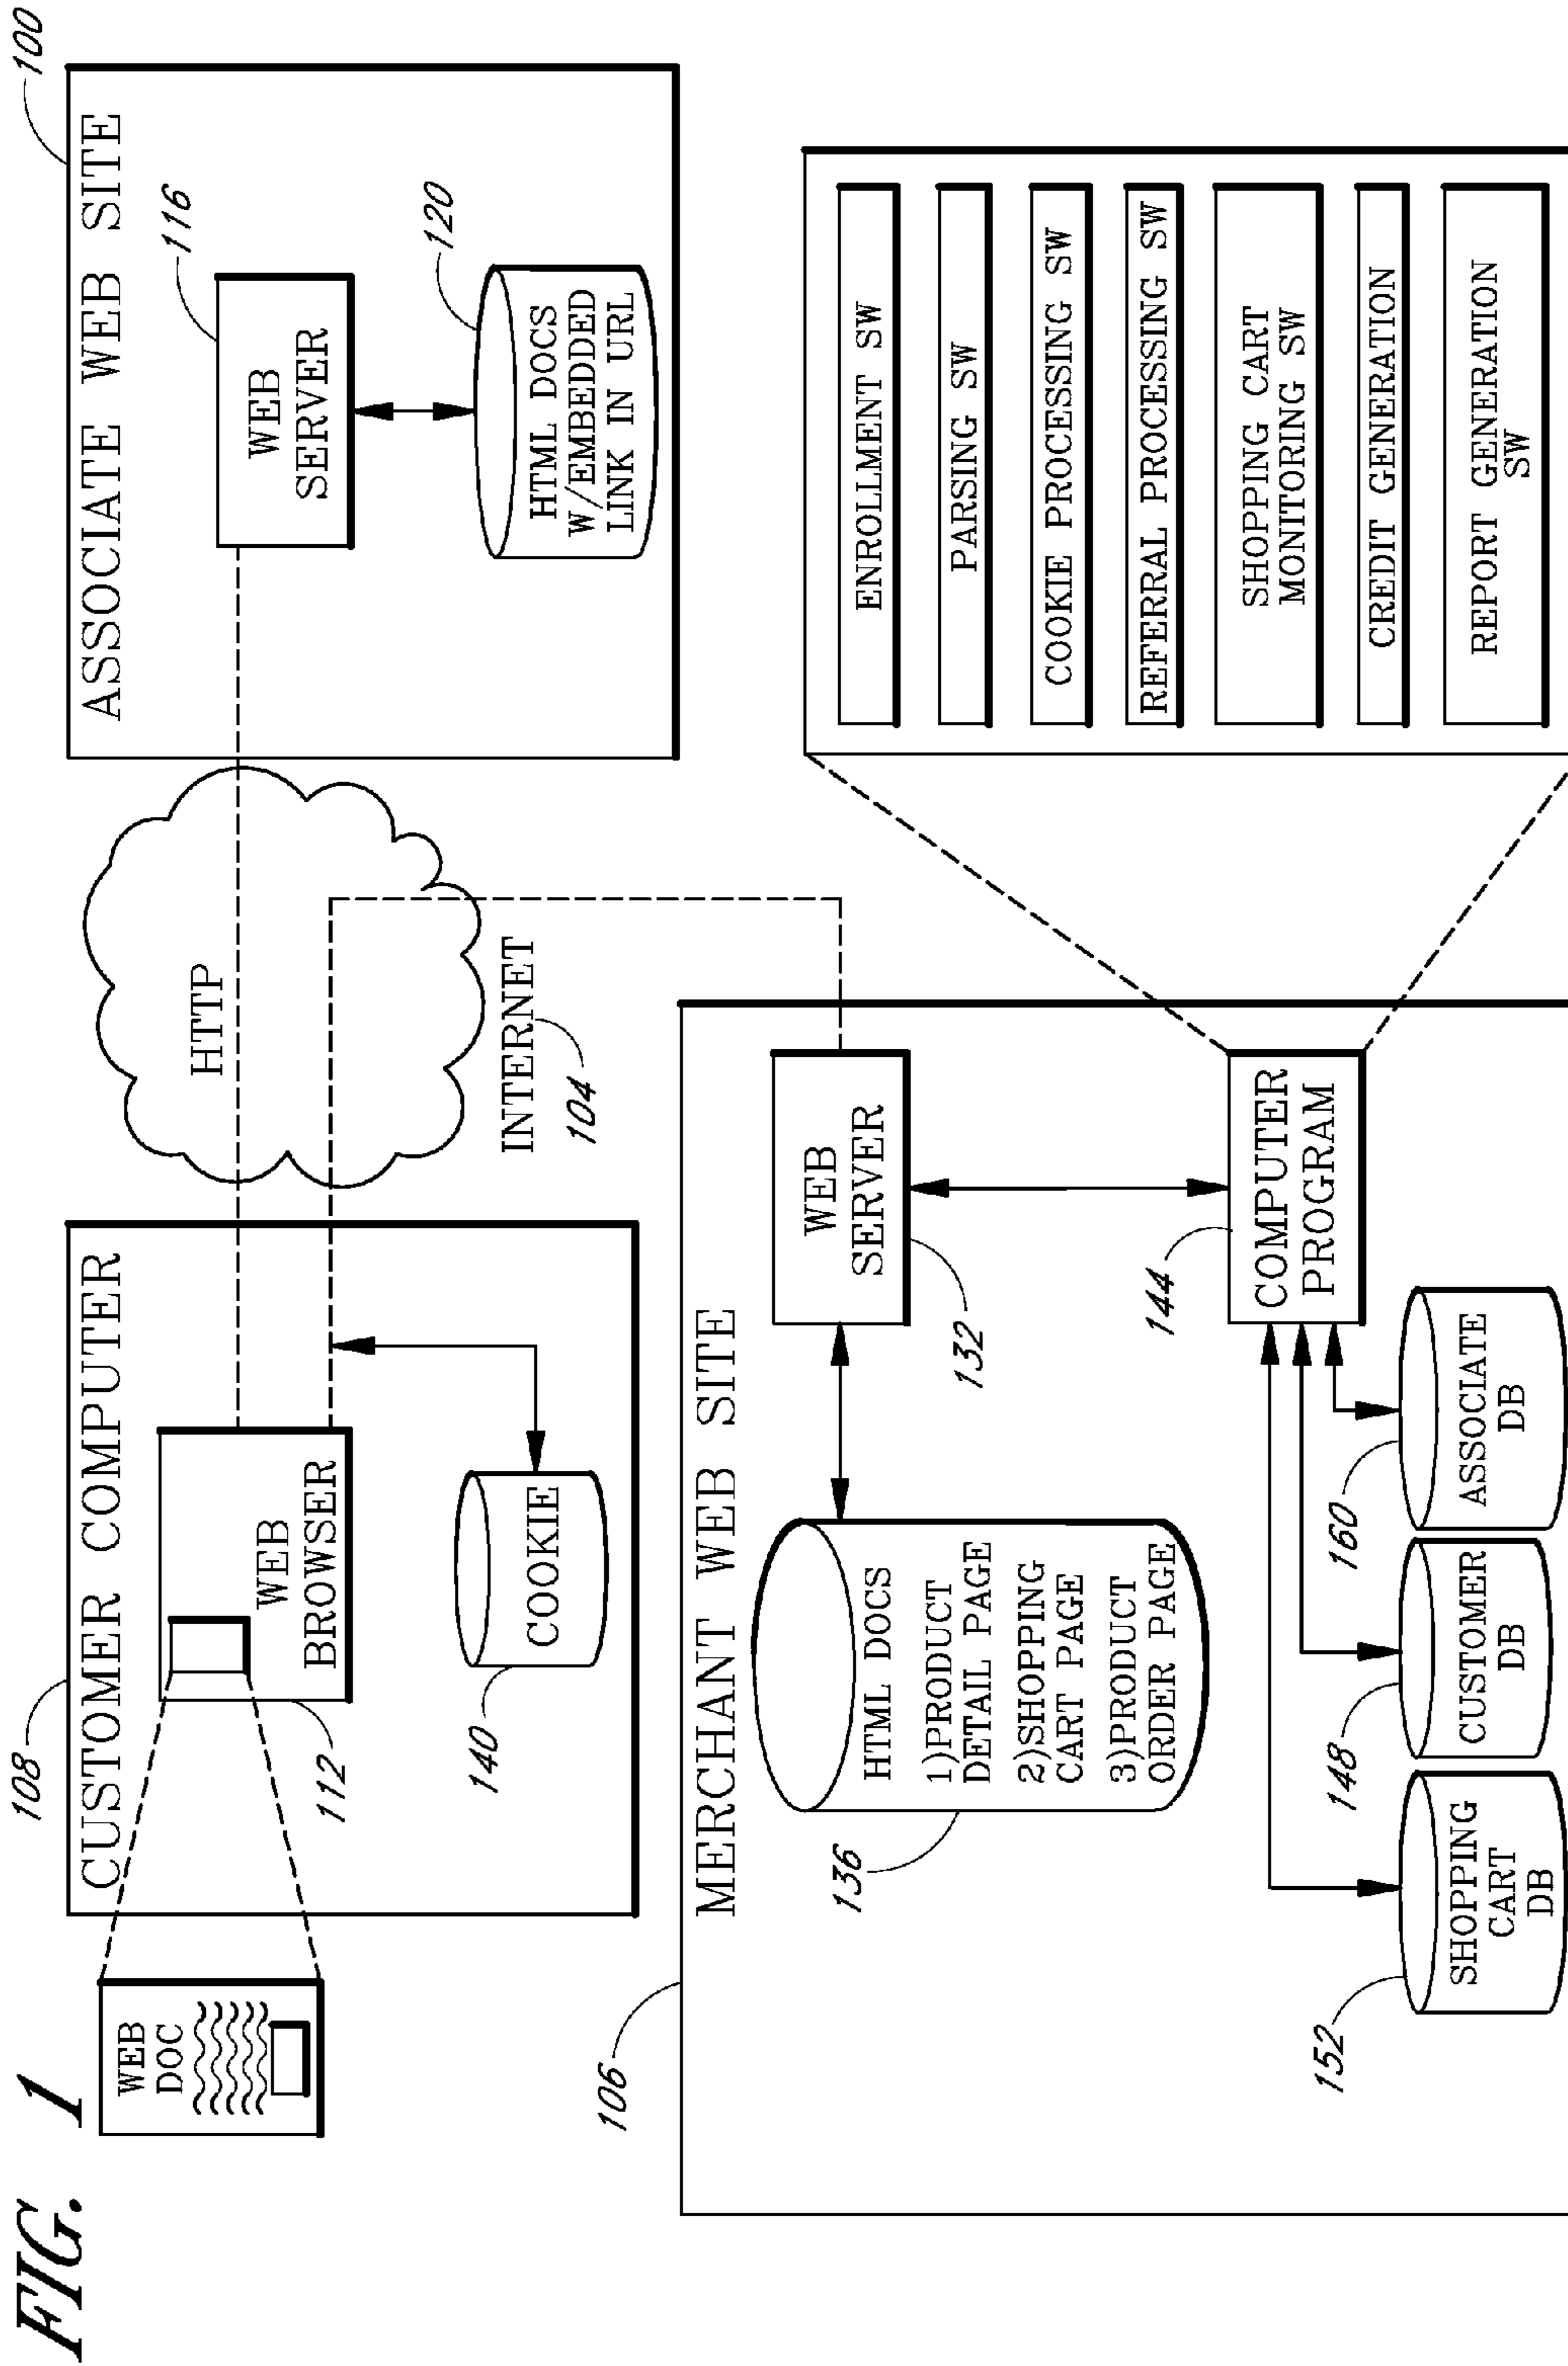 FIG. 1
WEB
DOC
108
CUSTOMER COMPUTER
WEB
BROWSER
112
COOKIE
140
HTTP
INTERNET
104
100
ASSOCIATE WEB SITE
116
WEB
SERVER
120
HTML DOCS
W/EMBEDDED
LINK IN URL
106
MERCHANT WEB SITE
HTML DOCS
1)PRODUCT
DETAIL PAGE
2)SHOPPING
CART PAGE
3)PRODUCT
ORDER PAGE
136
WEB
SERVER
132
144
COMPUTER
PROGRAM
152
SHOPPING
CART
DB
148
CUSTOMER
DB
160
ASSOCIATE
DB
ENROLLMENT SW
PARSING SW
COOKIE PROCESSING SW
REFERRAL PROCESSING SW
SHOPPING CART
MONITORING SW
CREDIT GENERATION
REPORT GENERATION
SW